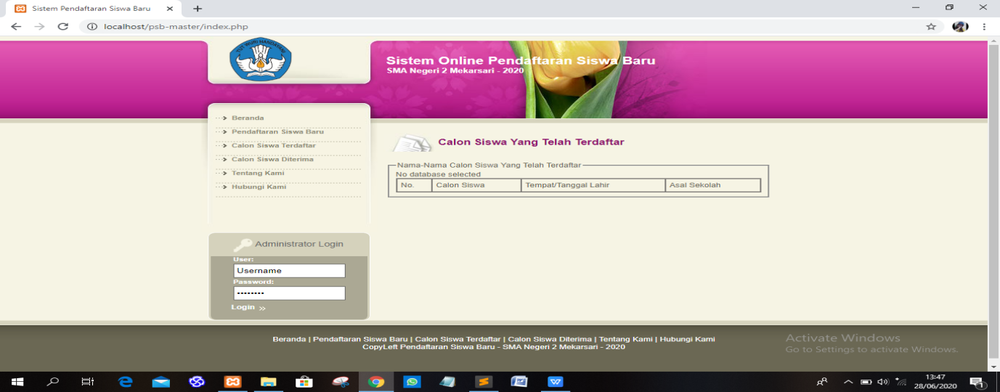 Sistem Pendaftaran Siswa Baru
localhost/psb-master/index.php
TUT WURI HANDAYANI
Sistem Online Pendaftaran Siswa Baru
SMA Negeri 2 Mekarsari - 2020
Beranda
Pendaftaran Siswa Baru
Calon Siswa Terdaftar
Calon Siswa Diterima
Tentang Kami
Hubungi Kami
Calon Siswa Yang Telah Terdaftar
Nama-Nama Calon Siswa Yang Telah Terdaftar
No database selected
No. Calon Siswa Tempat/Tanggal Lahir Asal Sekolah
Administrator Login
User:
Username
Password:
••••••••
Login »
Beranda | Pendaftaran Siswa Baru | Calon Siswa Terdaftar | Calon Siswa Diterima | Tentang Kami | Hubungi Kami
CopyLeft Pendaftaran Siswa Baru - SMA Negeri 2 Mekarsari - 2020
Activate Windows
Go to Settings to activate Windows.
13:47
28/06/2020
1